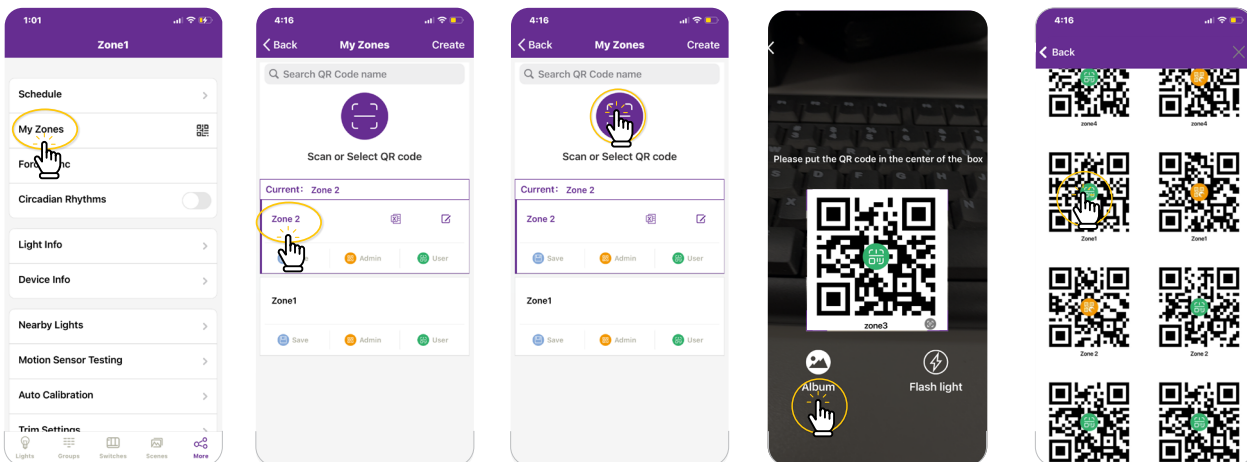 1:01
Zone1
Schedule
My Zones
Circadian Rhythms
Light Info
Device Info
Nearby Lights
Motion Sensor Testing
Auto Calibration
Trim Settings
Lights Groups Switches Scenes More
4:16
Back My Zones Create
Search QR Code name
Scan or Select QR code
Current: Zone 2
Zone 2
Admin User
Zone1
Save Admin User
4:16
Back My Zones Create
Search QR Code name
Scan or Select QR code
Current: Zone 2
Zone 2
Save Admin User
Zone1
Save Admin User
Please put the QR code in the center of the box
zone3
Album Flash light
4:16
Back
zone4 zone4
Zone1 Zone1
Zone 2 Zone 2